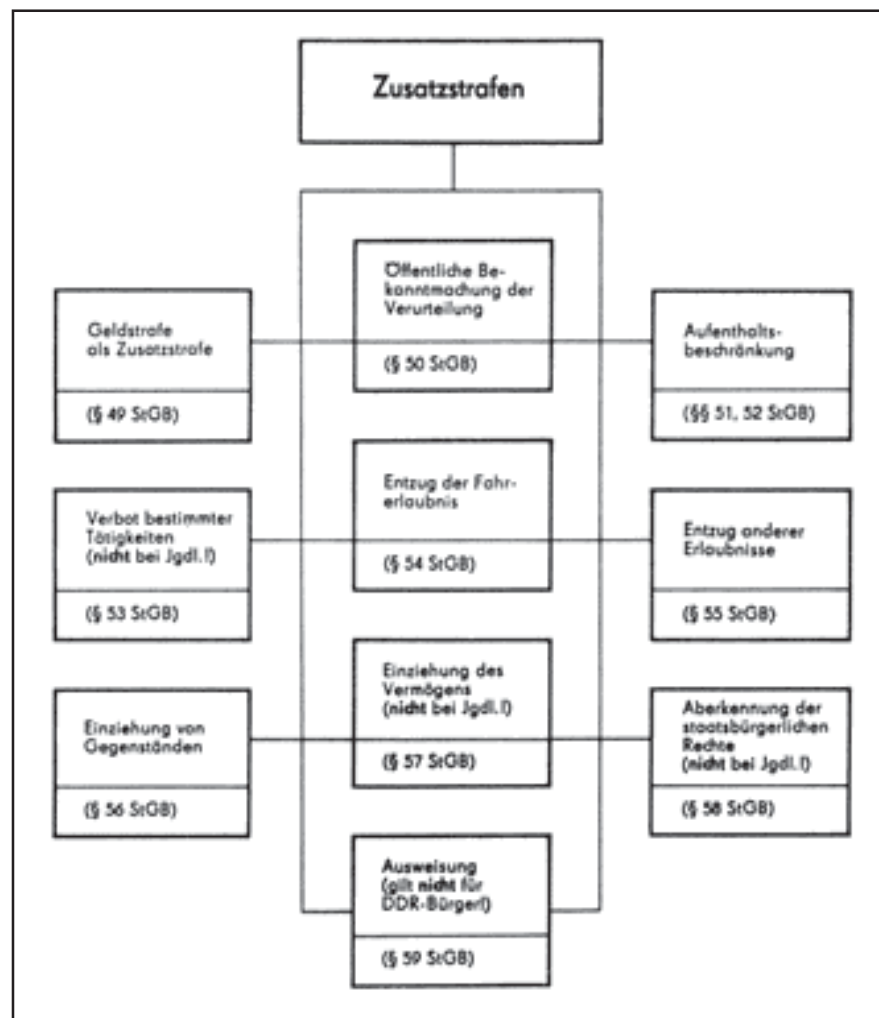 Zusatzstrafen
Geldstrafe
als Zusatzstrafe
(§ 49 StGB)
Öffentliche Be-
kanntmachung der
Verurteilung
(§ 50 StGB)
Aufenthalts-
beschränkung
(§§ 51, 52 StGB)
Verbot bestimmter
Tätigkeiten
(nicht bei Jgdl.!)
(§ 53 StGB)
Entzug der Fahr-
erlaubnis
(§ 54 StGB)
Entzug anderer
Erlaubnisse
(§ 55 StGB)
Einziehung von
Gegenständen
(§ 56 StGB)
Einziehung des
Vermögens
(nicht bei Jgdl.!)
(§ 57 StGB)
Aberkennung der
staatsbürgerlichen
Rechte
(nicht bei Jgdl.!)
(§ 58 StGB)
Ausweisung
(gilt nicht für
DDR-Bürger!)
(§ 59 StGB)